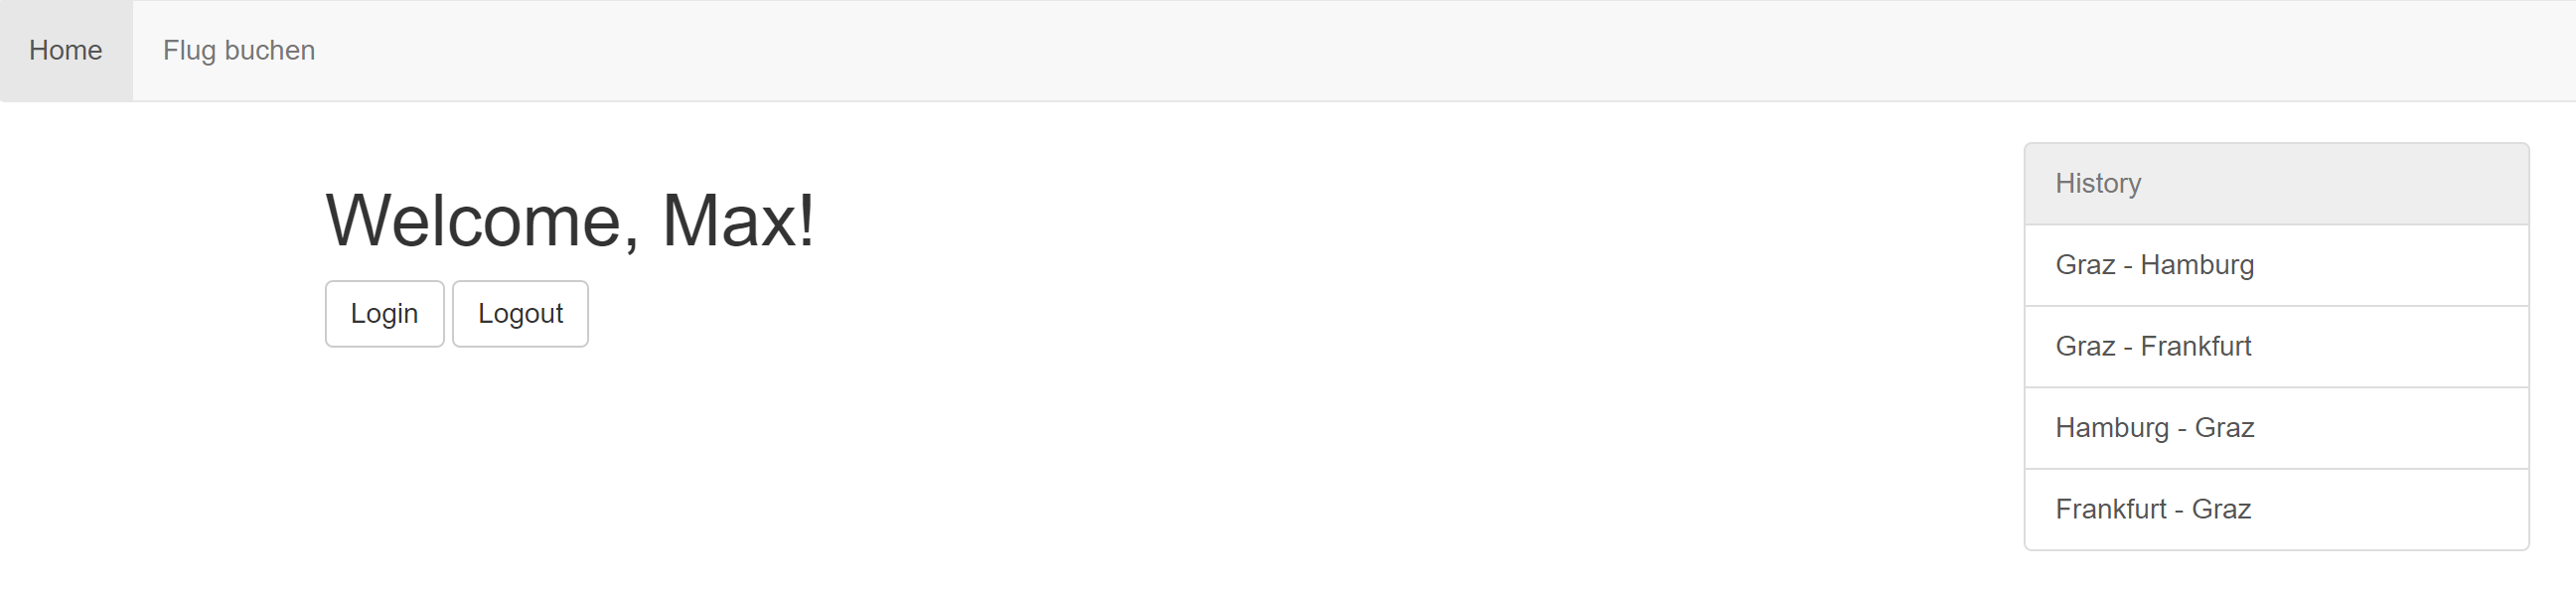 Home Flug buchen
Welcome, Max!
Login Logout
History
Graz - Hamburg
Graz - Frankfurt
Hamburg - Graz
Frankfurt - Graz